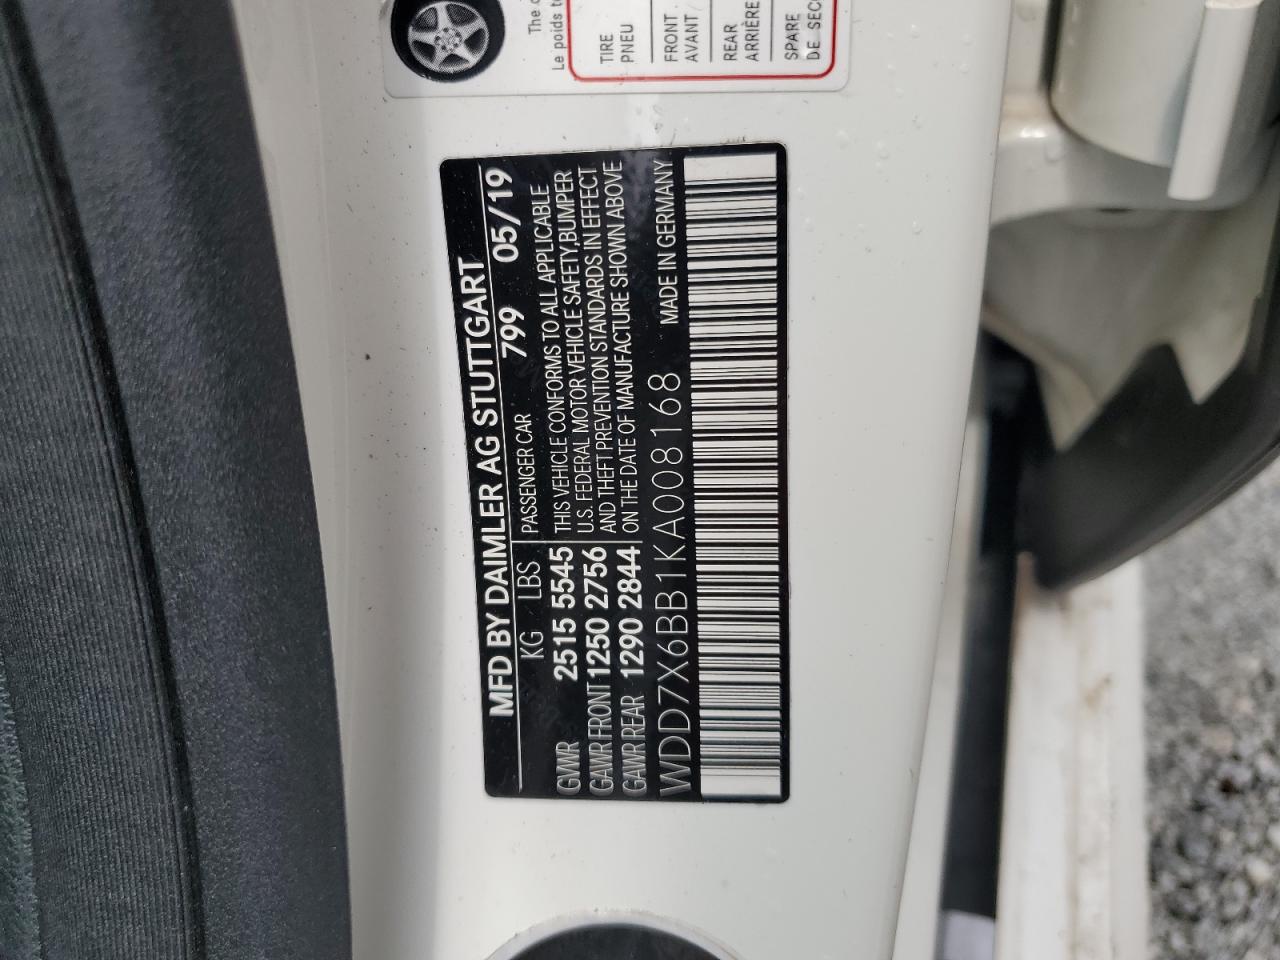 MFD BY DAIMLER AG STUTTGART
KG LBS PASSENGER CAR 799 05/19
GVWR 2515 5545 THIS VEHICLE CONFORMS TO ALL APPLICABLE
U.S. FEDERAL MOTOR VEHICLE SAFETY,BUMPER
GAWR FRONT 1250 2756 AND THEFT PREVENTION STANDARDS IN EFFECT
GAWR REAR 1290 2844 ON THE DATE OF MANUFACTURE SHOWN ABOVE
WDD7X6BB1KA008168 MADE IN GERMANY
The
Le poids
TIRE
PNEU
FRONT
AVANT
REAR
ARRIÈRE
SPARE
DE